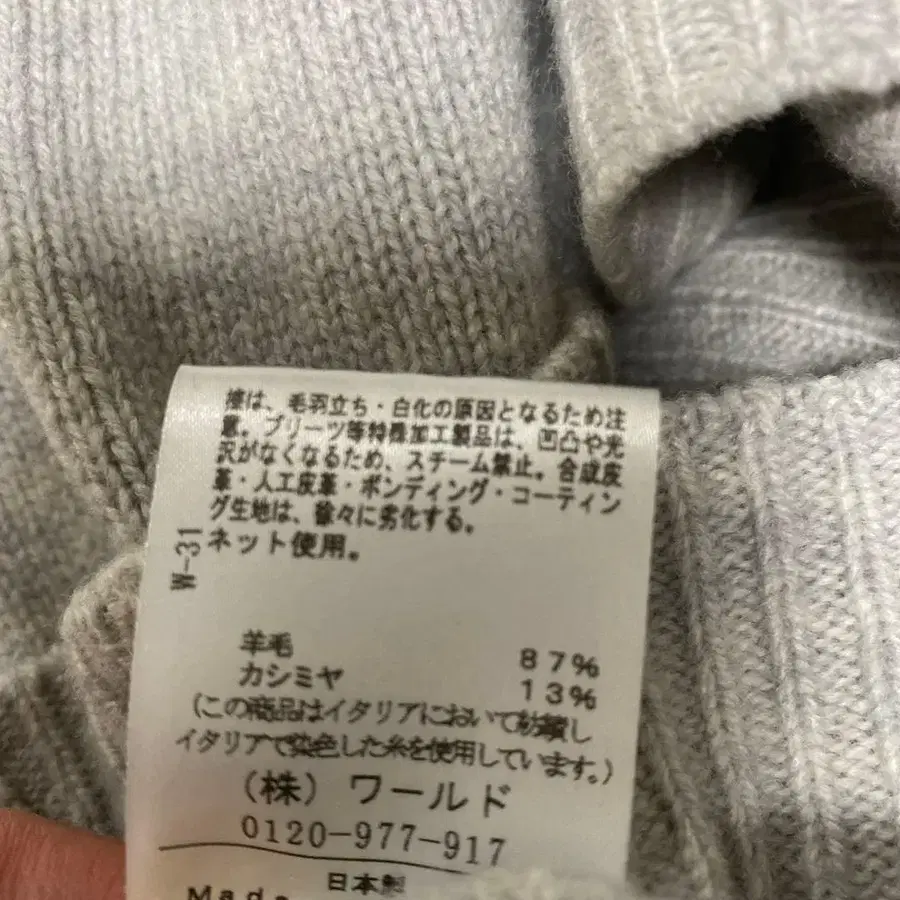 擦は、毛羽立ち・白化の原因となるため注
意。プリーツ等特殊加工製品は、凹凸や光
沢がなくなるため、スチーム禁止。合成皮
革・人工皮革・ボンディング・コーティン
グ生地は、徐々に劣化する。
ネット使用。
W-31
羊毛 87%
カシミヤ 13%
(この商品はイタリアにおいて紡績し
イタリアで染色した糸を使用しています。)
(株) ワールド
0120-977-917
日本製
Made